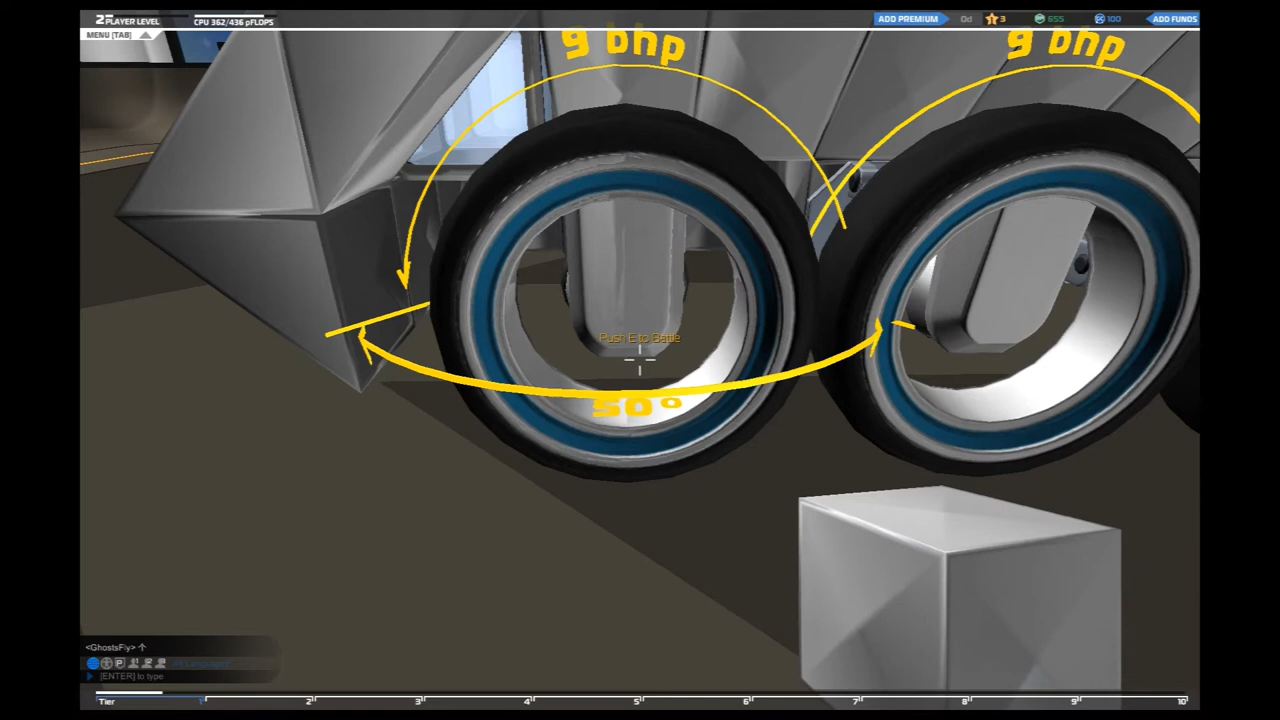 2 PLAYER LEVEL
CPU 362/436 pFLOPS
ADD PREMIUM
0d
3
655
100
ADD FUNDS
MENU [TAB]
9 bhp
9 bhp
Push E to Battle
50°
<GhostsFly>
P
[ENTER] to type
Tier
1
2
3
4
5
6
7
8
9
10